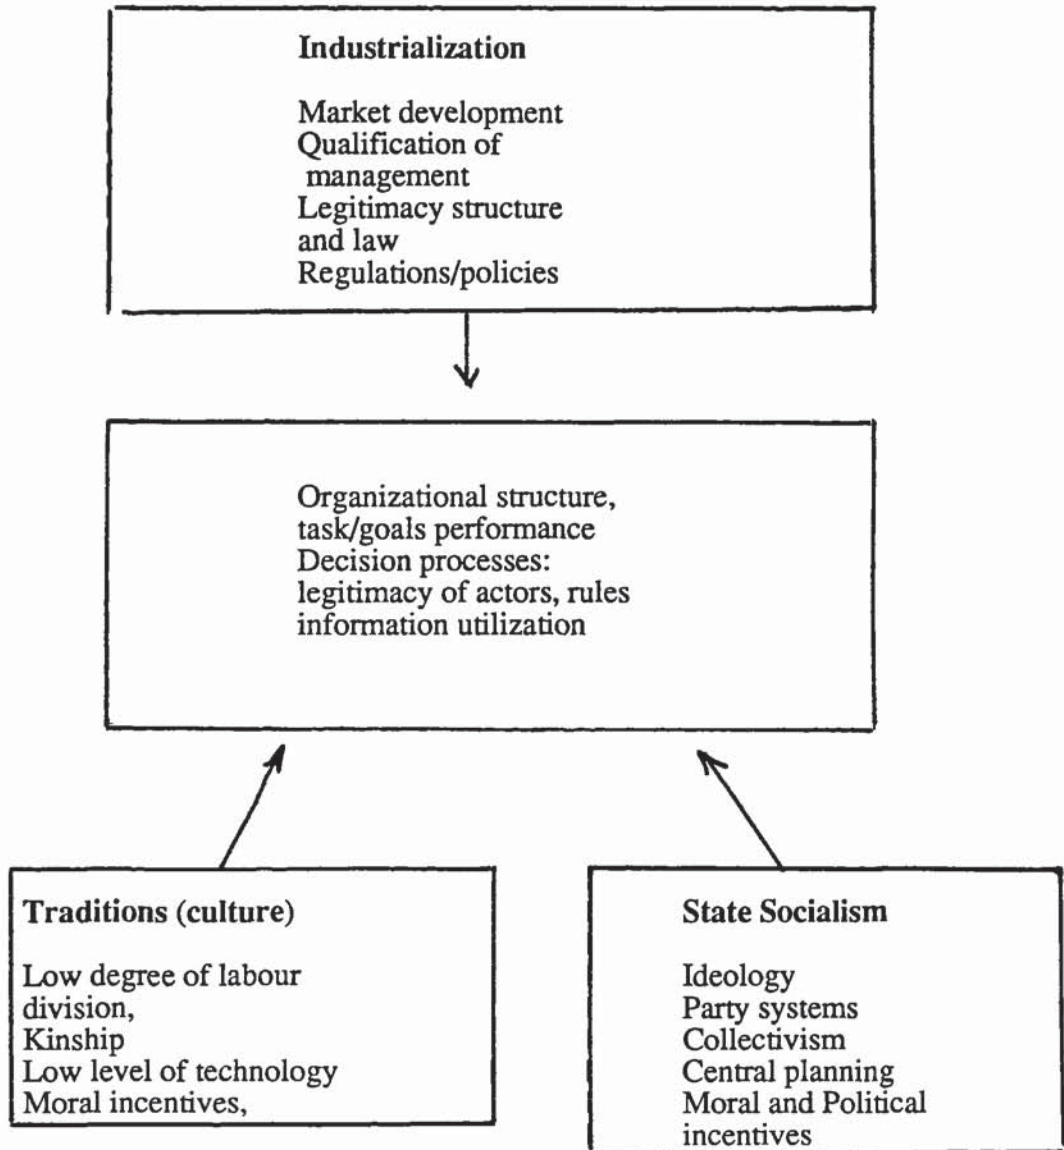 Industrialization
Market development
Qualification of
management
Legitimacy structure
and law
Regulations/policies
Organizational structure,
task/goals performance
Decision processes:
legitimacy of actors, rules
information utilization
Traditions (culture)
Low degree of labour
division,
Kinship
Low level of technology
Moral incentives,
State Socialism
Ideology
Party systems
Collectivism
Central planning
Moral and Political
incentives